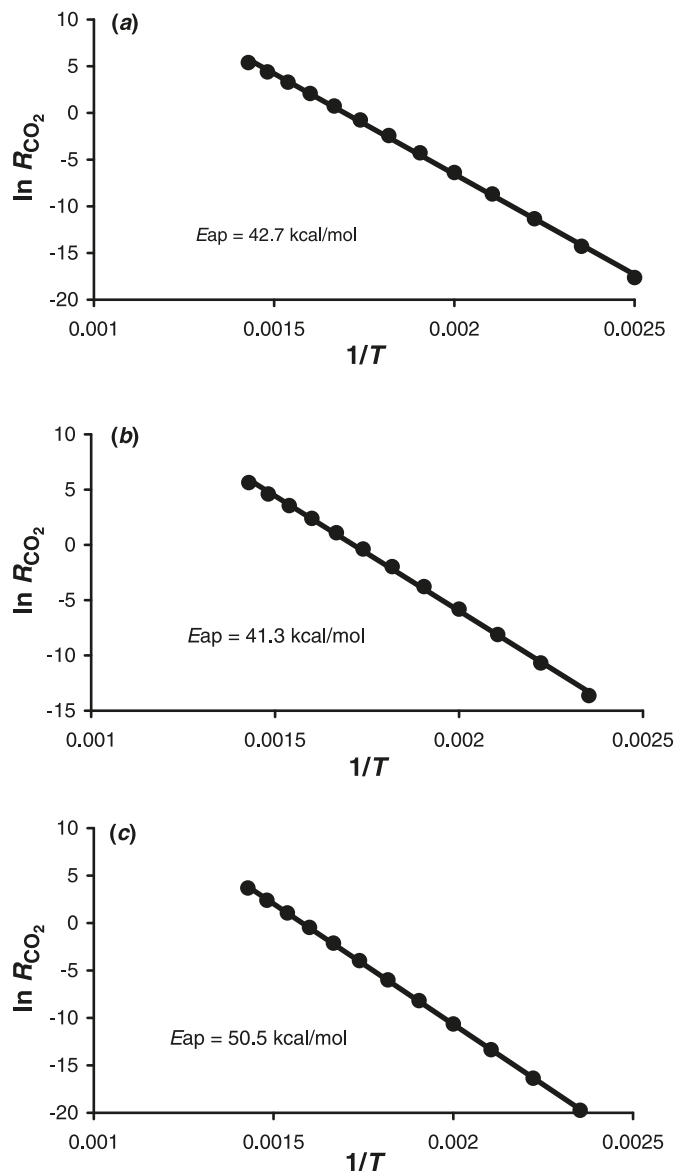 (a)
10
5
0
-5
-10
-15
-20
ln RCO2
Eap = 42.7 kcal/mol
0.001 0.0015 0.002 0.0025
1/T
(b)
10
5
0
-5
-10
-15
ln RCO2
Eap = 41.3 kcal/mol
0.001 0.0015 0.002 0.0025
1/T
(c)
10
5
0
-5
-10
-15
-20
ln RCO2
Eap = 50.5 kcal/mol
0.001 0.0015 0.002 0.0025
1/T